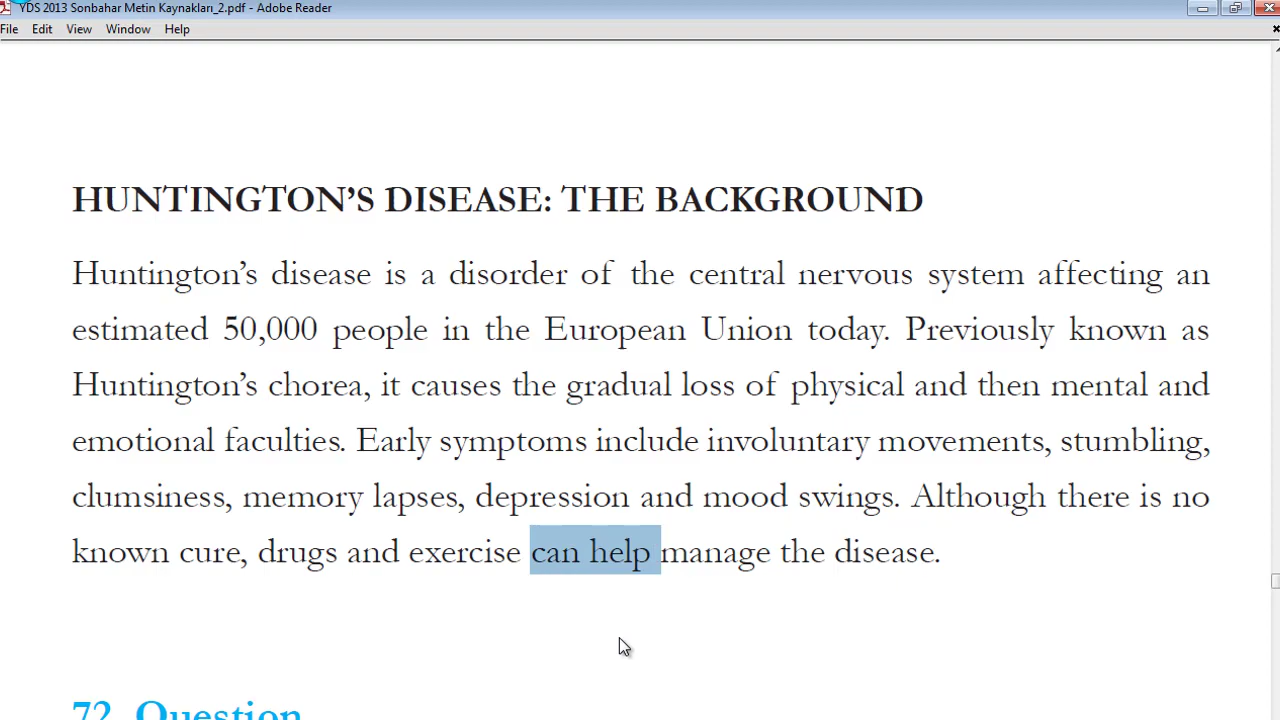 YDS 2013 Sonbahar Metin Kaynakları_2.pdf - Adobe Reader
File Edit View Window Help
HUNTINGTON’S DISEASE: THE BACKGROUND
Huntington’s disease is a disorder of the central nervous system affecting an
estimated 50,000 people in the European Union today. Previously known as
Huntington’s chorea, it causes the gradual loss of physical and then mental and
emotional faculties. Early symptoms include involuntary movements, stumbling,
clumsiness, memory lapses, depression and mood swings. Although there is no
known cure, drugs and exercise can help manage the disease.
72. Question